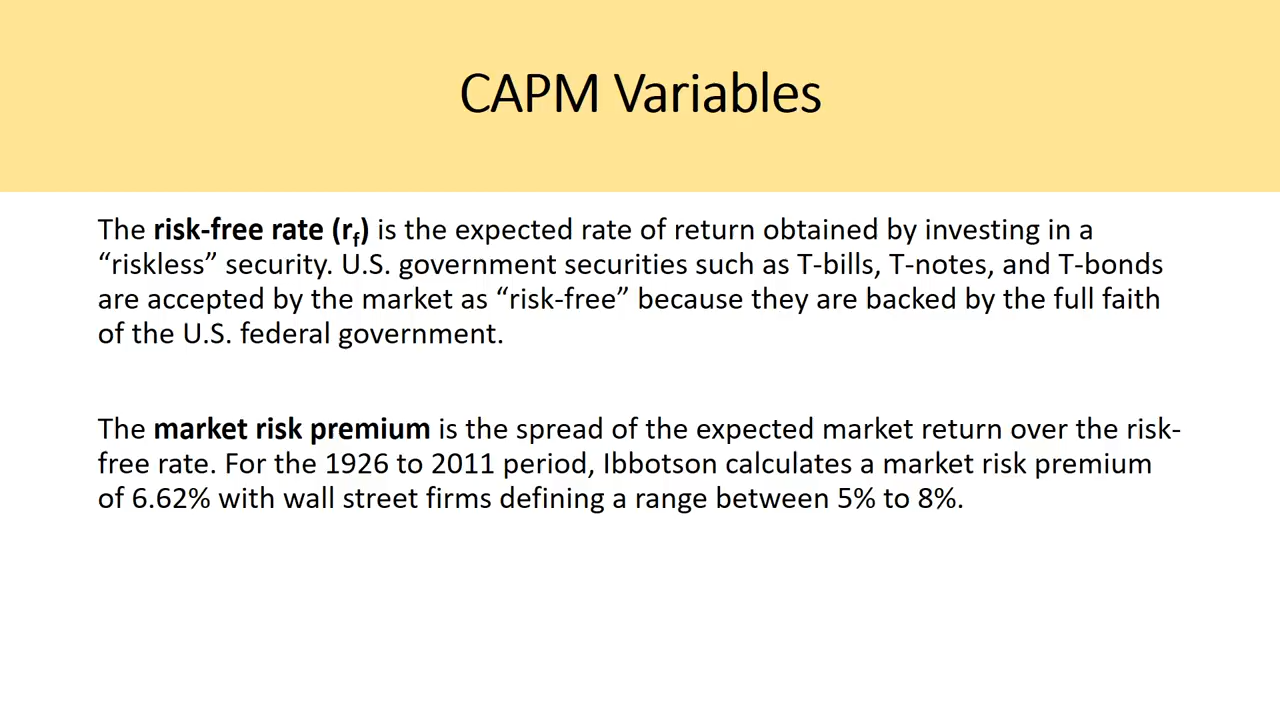 CAPM Variables
The risk-free rate (rf) is the expected rate of return obtained by investing in a
“riskless” security. U.S. government securities such as T-bills, T-notes, and T-bonds
are accepted by the market as “risk-free” because they are backed by the full faith
of the U.S. federal government.
The market risk premium is the spread of the expected market return over the risk-
free rate. For the 1926 to 2011 period, Ibbotson calculates a market risk premium
of 6.62% with wall street firms defining a range between 5% to 8%.